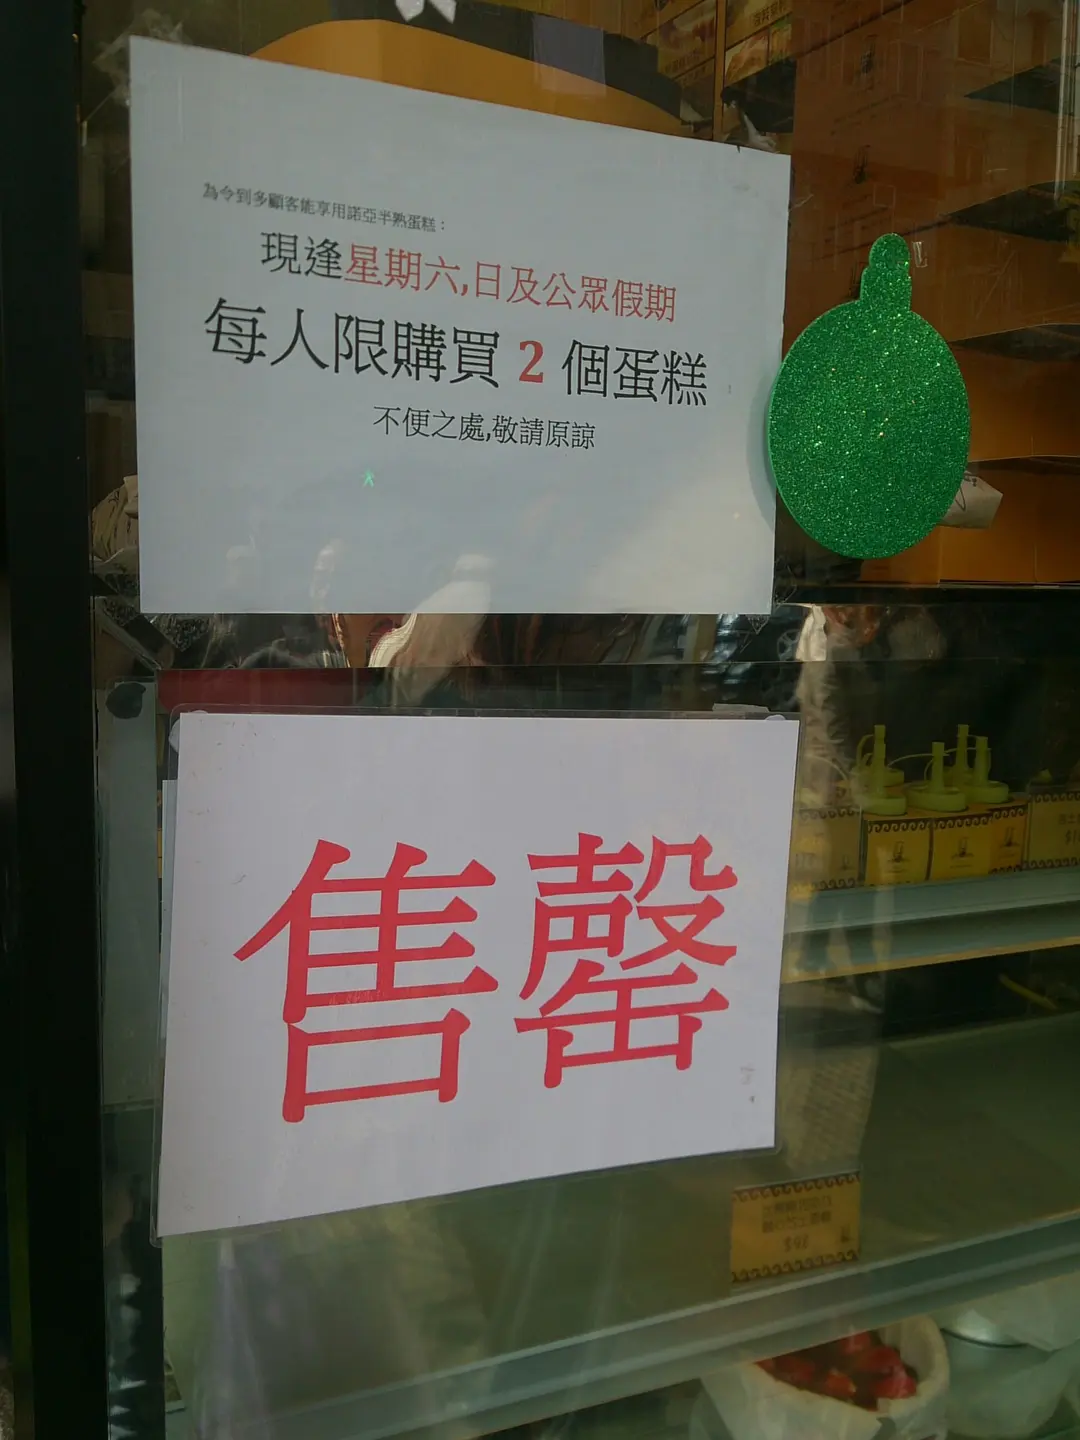 為令到多顧客能享用諾亞半熟蛋糕：
現逢星期六,日及公眾假期
每人限購買 2 個蛋糕
不便之處,敬請原諒
售罄
$98